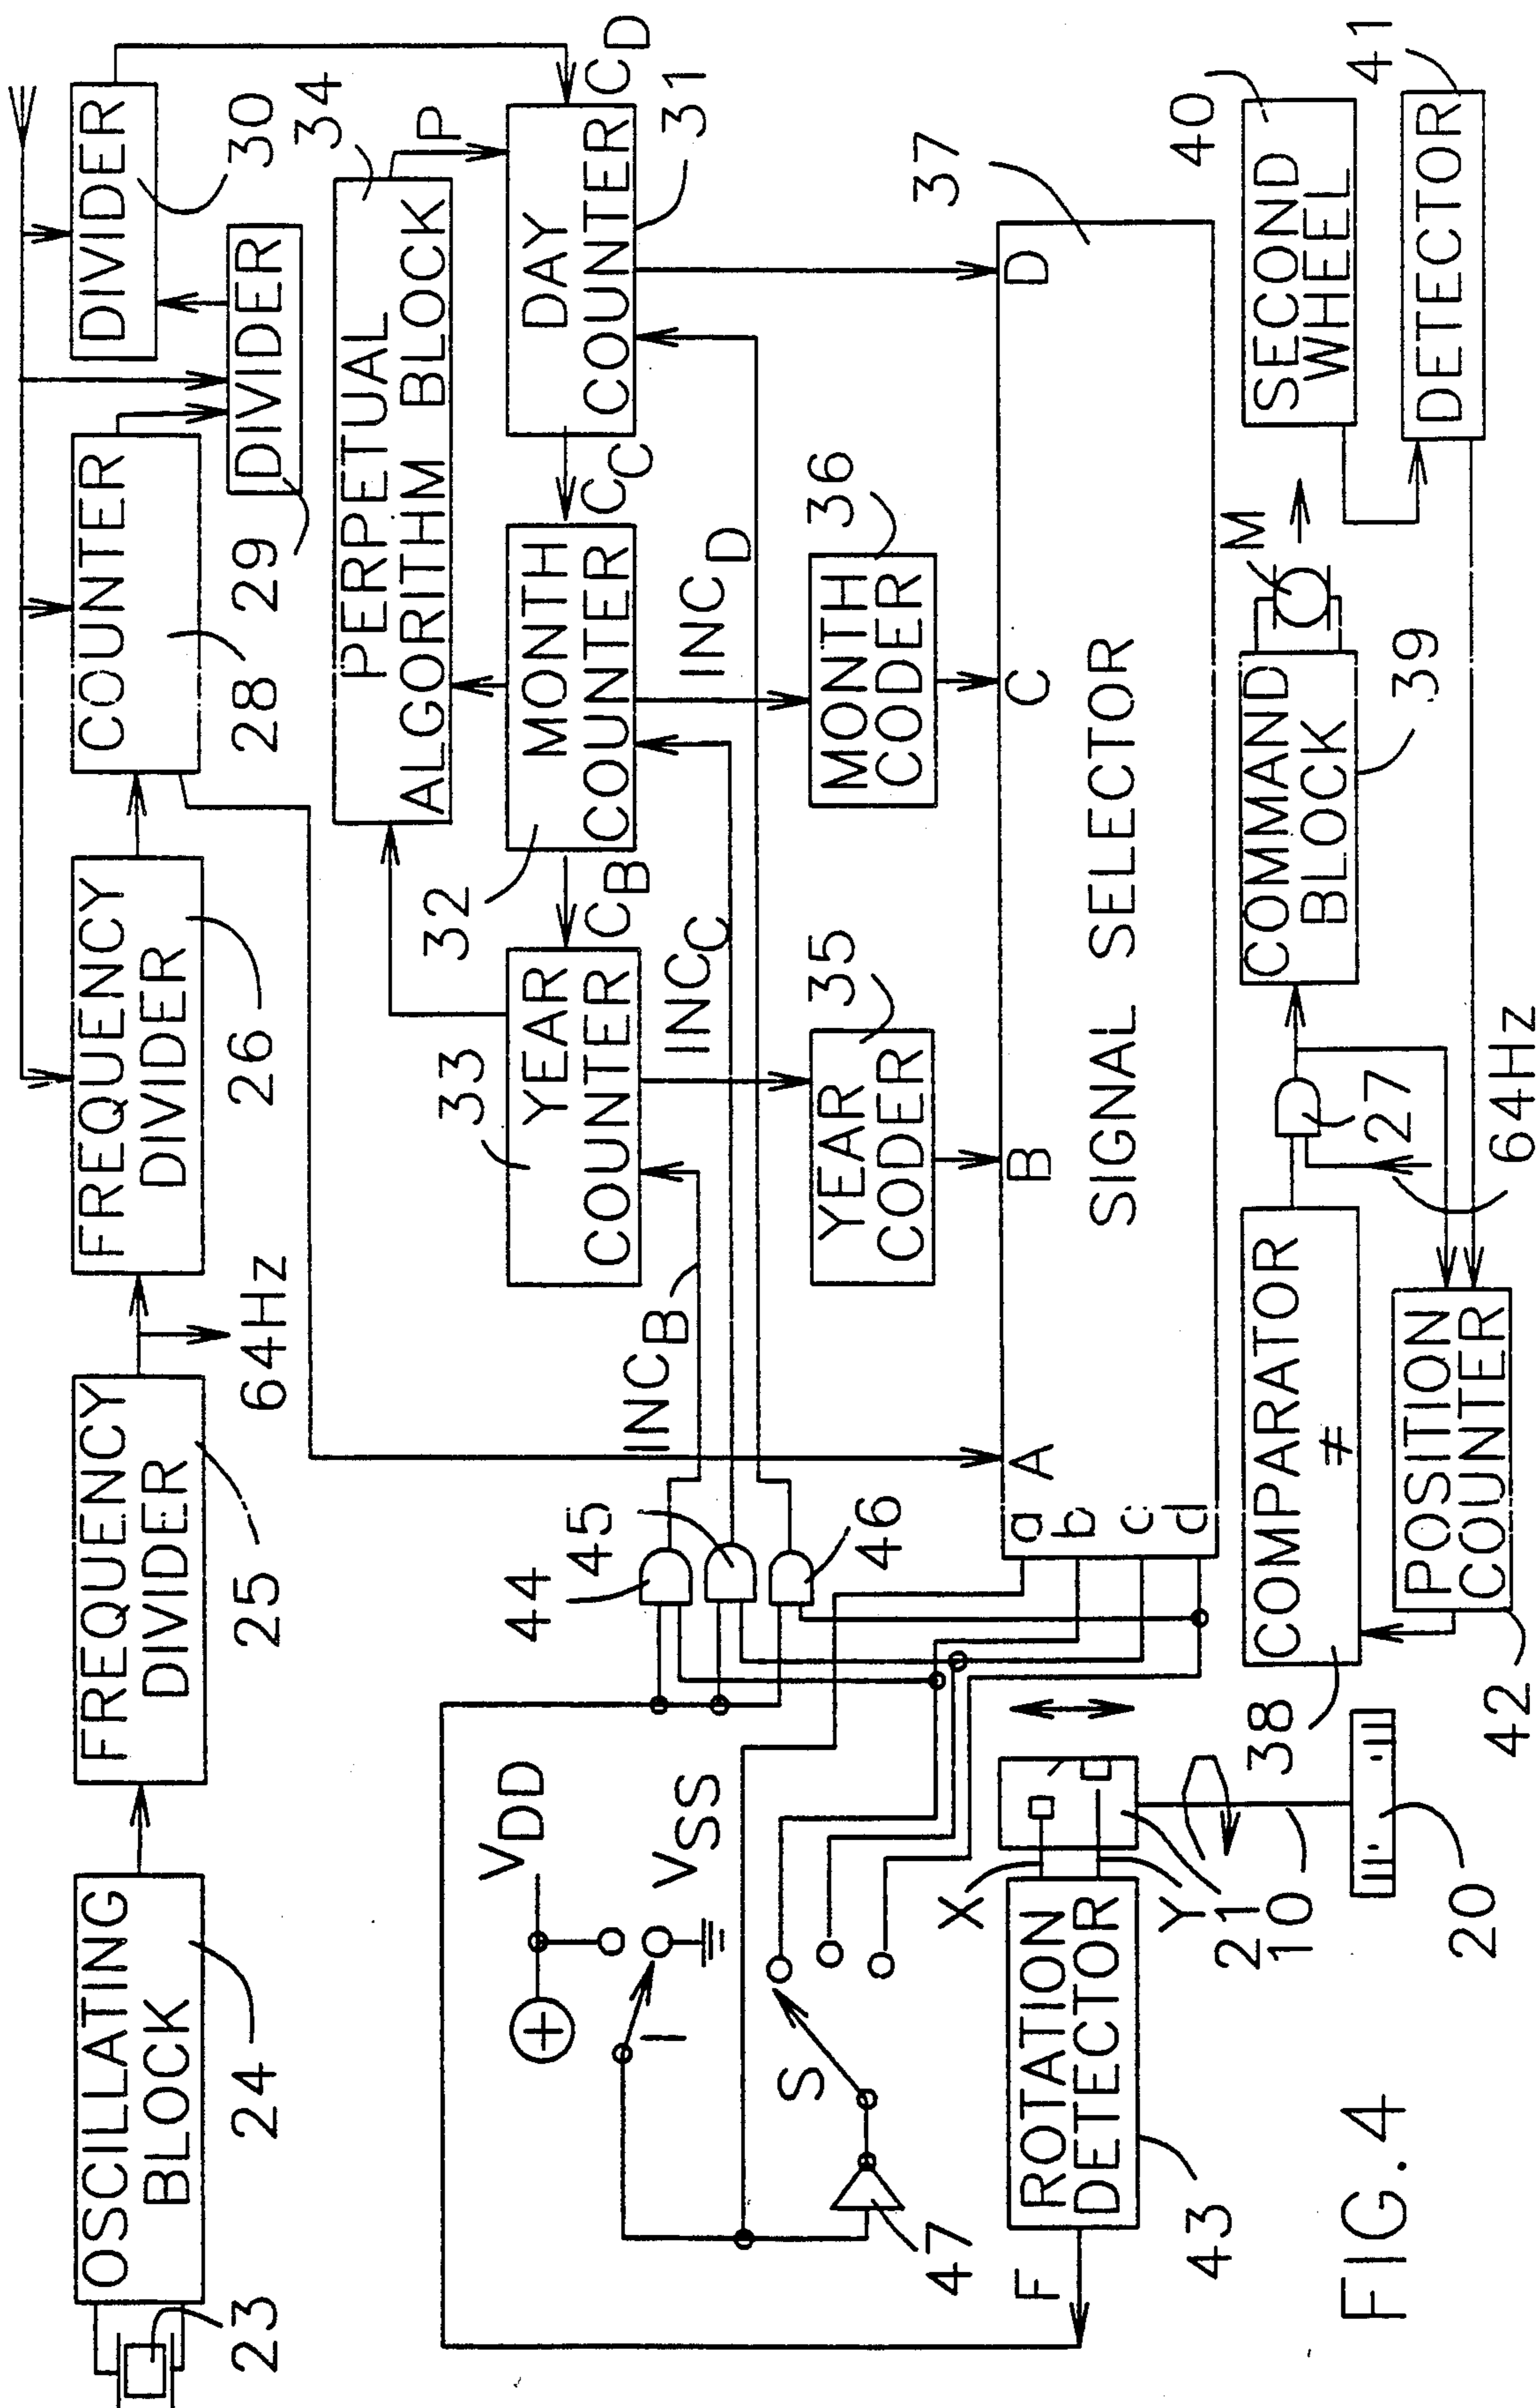 OSCILLATING
BLOCK
23
24
FREQUENCY
DIVIDER
25
64Hz
FREQUENCY
DIVIDER
26
COUNTER
28
DIVIDER
29
DIVIDER
30
PERPETUAL
ALGORITHM BLOCK
34
P
YEAR
COUNTER
33
C_B
MONTH
COUNTER
32
C_C
DAY
COUNTER
31
C_D
INC_B
INC_C
INC_D
YEAR
CODER
35
MONTH
CODER
36
V_DD
V_SS
I
S
47
44
45
46
A
B
C
D
a
b
c
d
SIGNAL SELECTOR
37
F
ROTATION
DETECTOR
43
X
Y
21
10
20
COMPARATOR
≠
38
POSITION
COUNTER
42
27
64Hz
COMMAND
BLOCK
39
M
SECOND
WHEEL
40
DETECTOR
41
FIG. 4